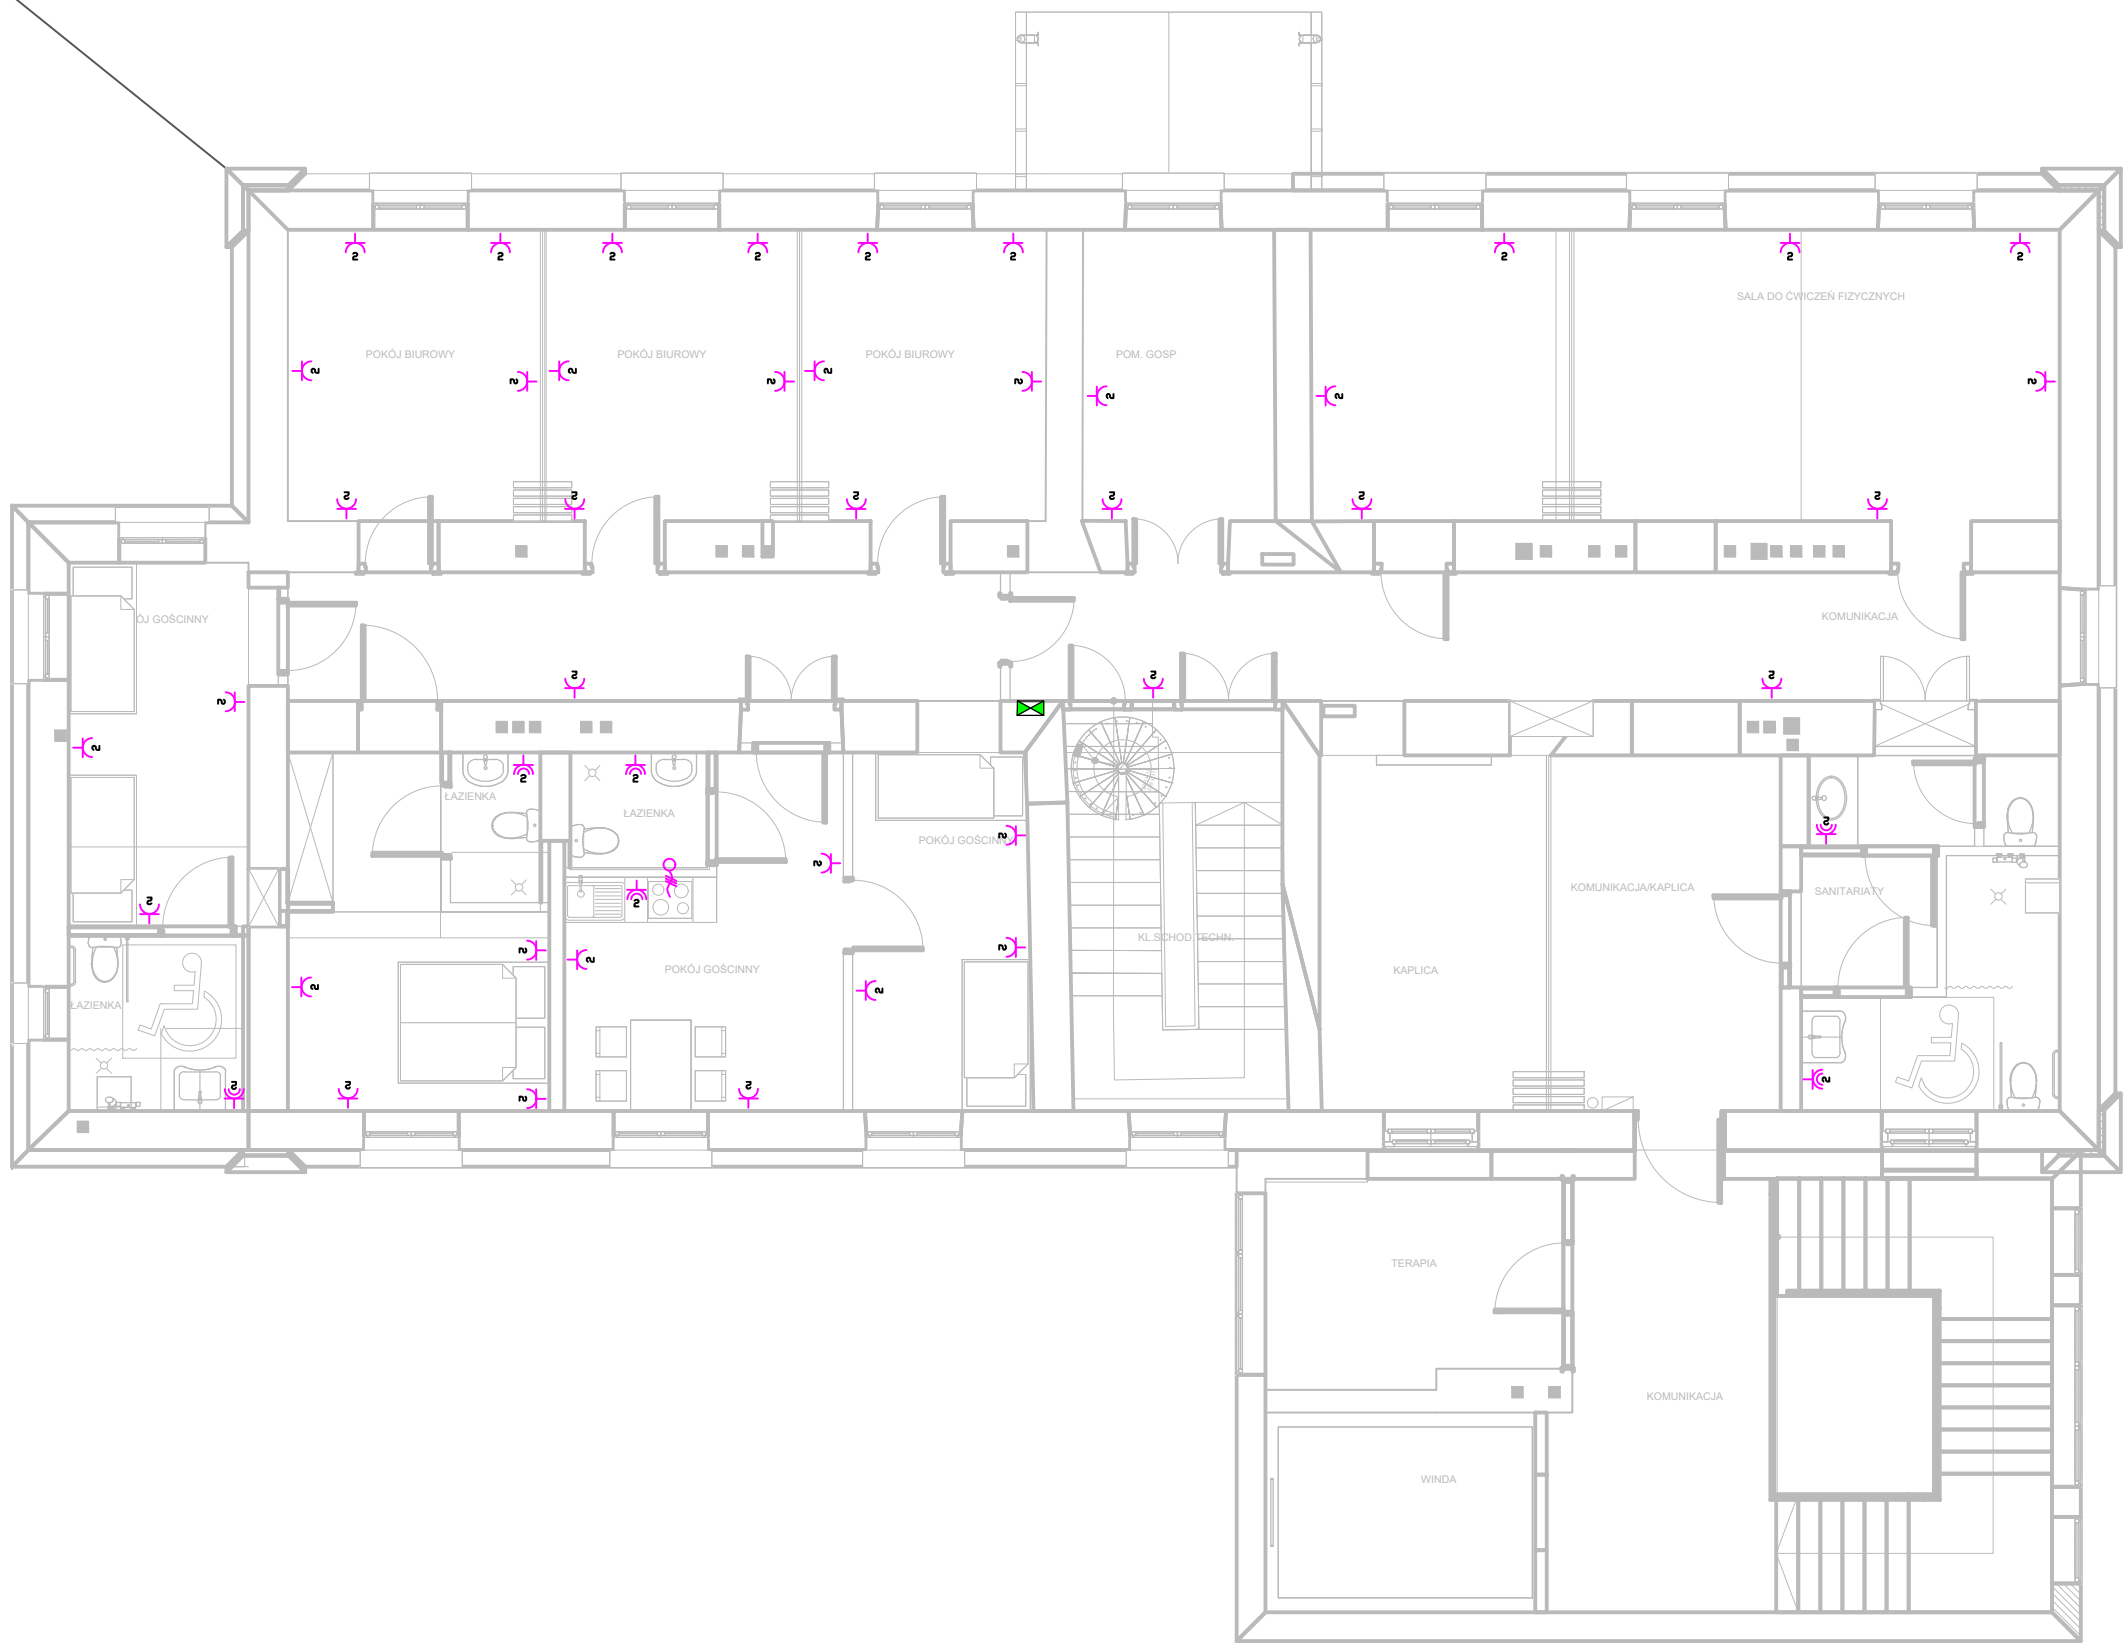 SALA DO ĆWICZEŃ FIZYCZNYCH
POKÓJ BIUROWY
POKÓJ BIUROWY
POKÓJ BIUROWY
POM. GOSP
ÓJ GOŚCINNY
KOMUNIKACJA
ŁAZIENKA
ŁAZIENKA
POKÓJ GOŚCINN
KOMUNIKACJA/KAPLICA
SANITARIATY
KL.SCHOD.TECHN.
POKÓJ GOŚCINNY
KAPLICA
ŁAZIENKA
TERAPIA
KOMUNIKACJA
WINDA